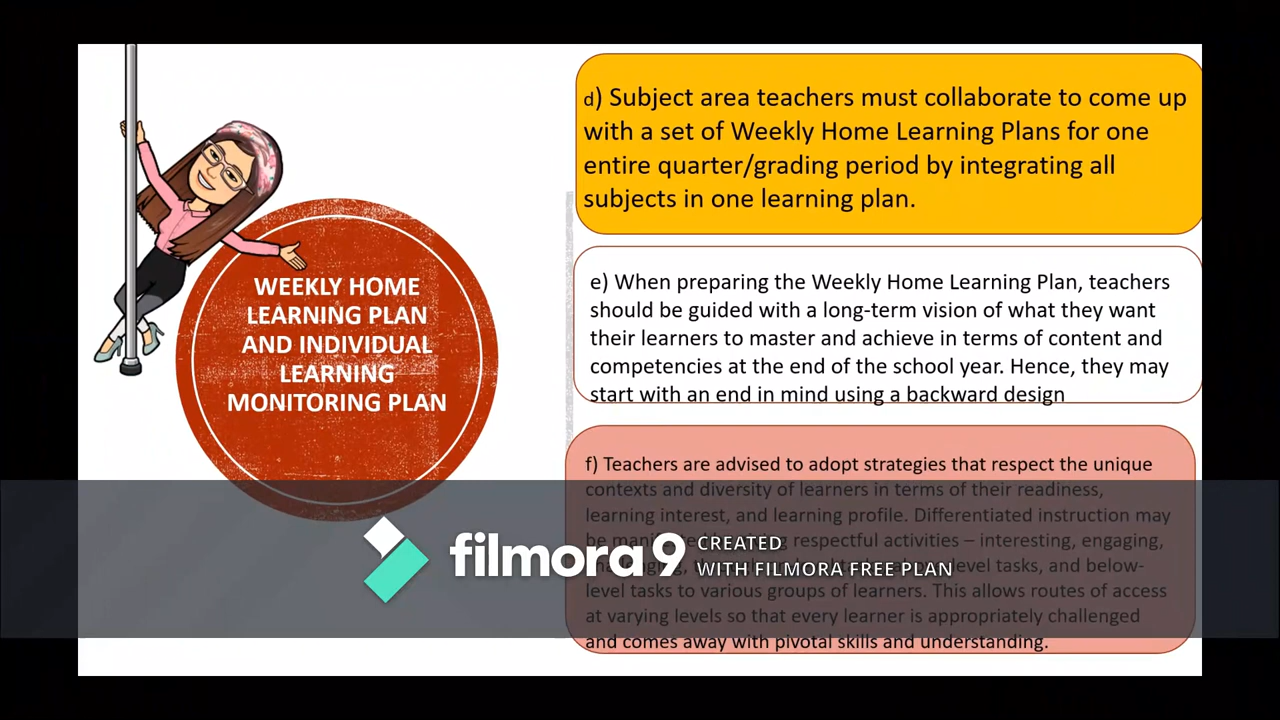 WEEKLY HOME
LEARNING PLAN
AND INDIVIDUAL
LEARNING
MONITORING PLAN
d) Subject area teachers must collaborate to come up
with a set of Weekly Home Learning Plans for one
entire quarter/grading period by integrating all
subjects in one learning plan.
e) When preparing the Weekly Home Learning Plan, teachers
should be guided with a long-term vision of what they want
their learners to master and achieve in terms of content and
competencies at the end of the school year. Hence, they may
start with an end in mind using a backward design
f) Teachers are advised to adopt strategies that respect the unique
contexts and diversity of learners in terms of their readiness,
learning interest, and learning profile. Differentiated instruction may
be respectful activities – interesting, engaging,
level tasks, and below-
level tasks to various groups of learners. This allows routes of access
at varying levels so that every learner is appropriately challenged
and comes away with pivotal skills and understanding.
filmora9 CREATED
WITH FILMORA FREE PLAN